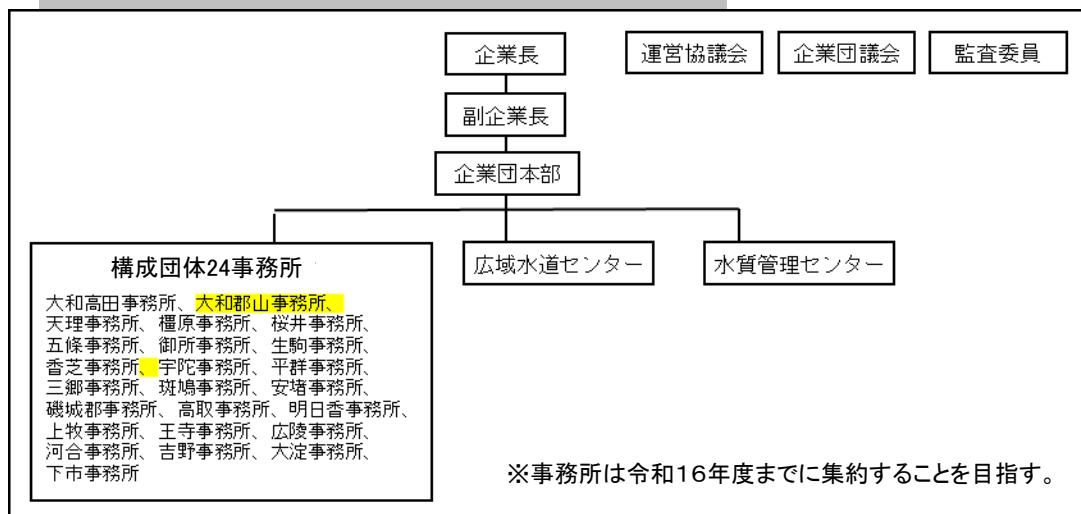 企業長
運営協議会
企業団議会
監査委員
副企業長
企業団本部
構成団体24事務所
大和高田事務所、大和郡山事務所、
天理事務所、橿原事務所、桜井事務所、
五條事務所、御所事務所、生駒事務所、
香芝事務所、宇陀事務所、平群事務所、
三郷事務所、斑鳩事務所、安堵事務所、
磯城郡事務所、高取事務所、明日香事務所、
上牧事務所、王寺事務所、広陵事務所、
河合事務所、吉野事務所、大淀事務所、
下市事務所
広域水道センター
水質管理センター
※事務所は令和16年度までに集約することを目指す。